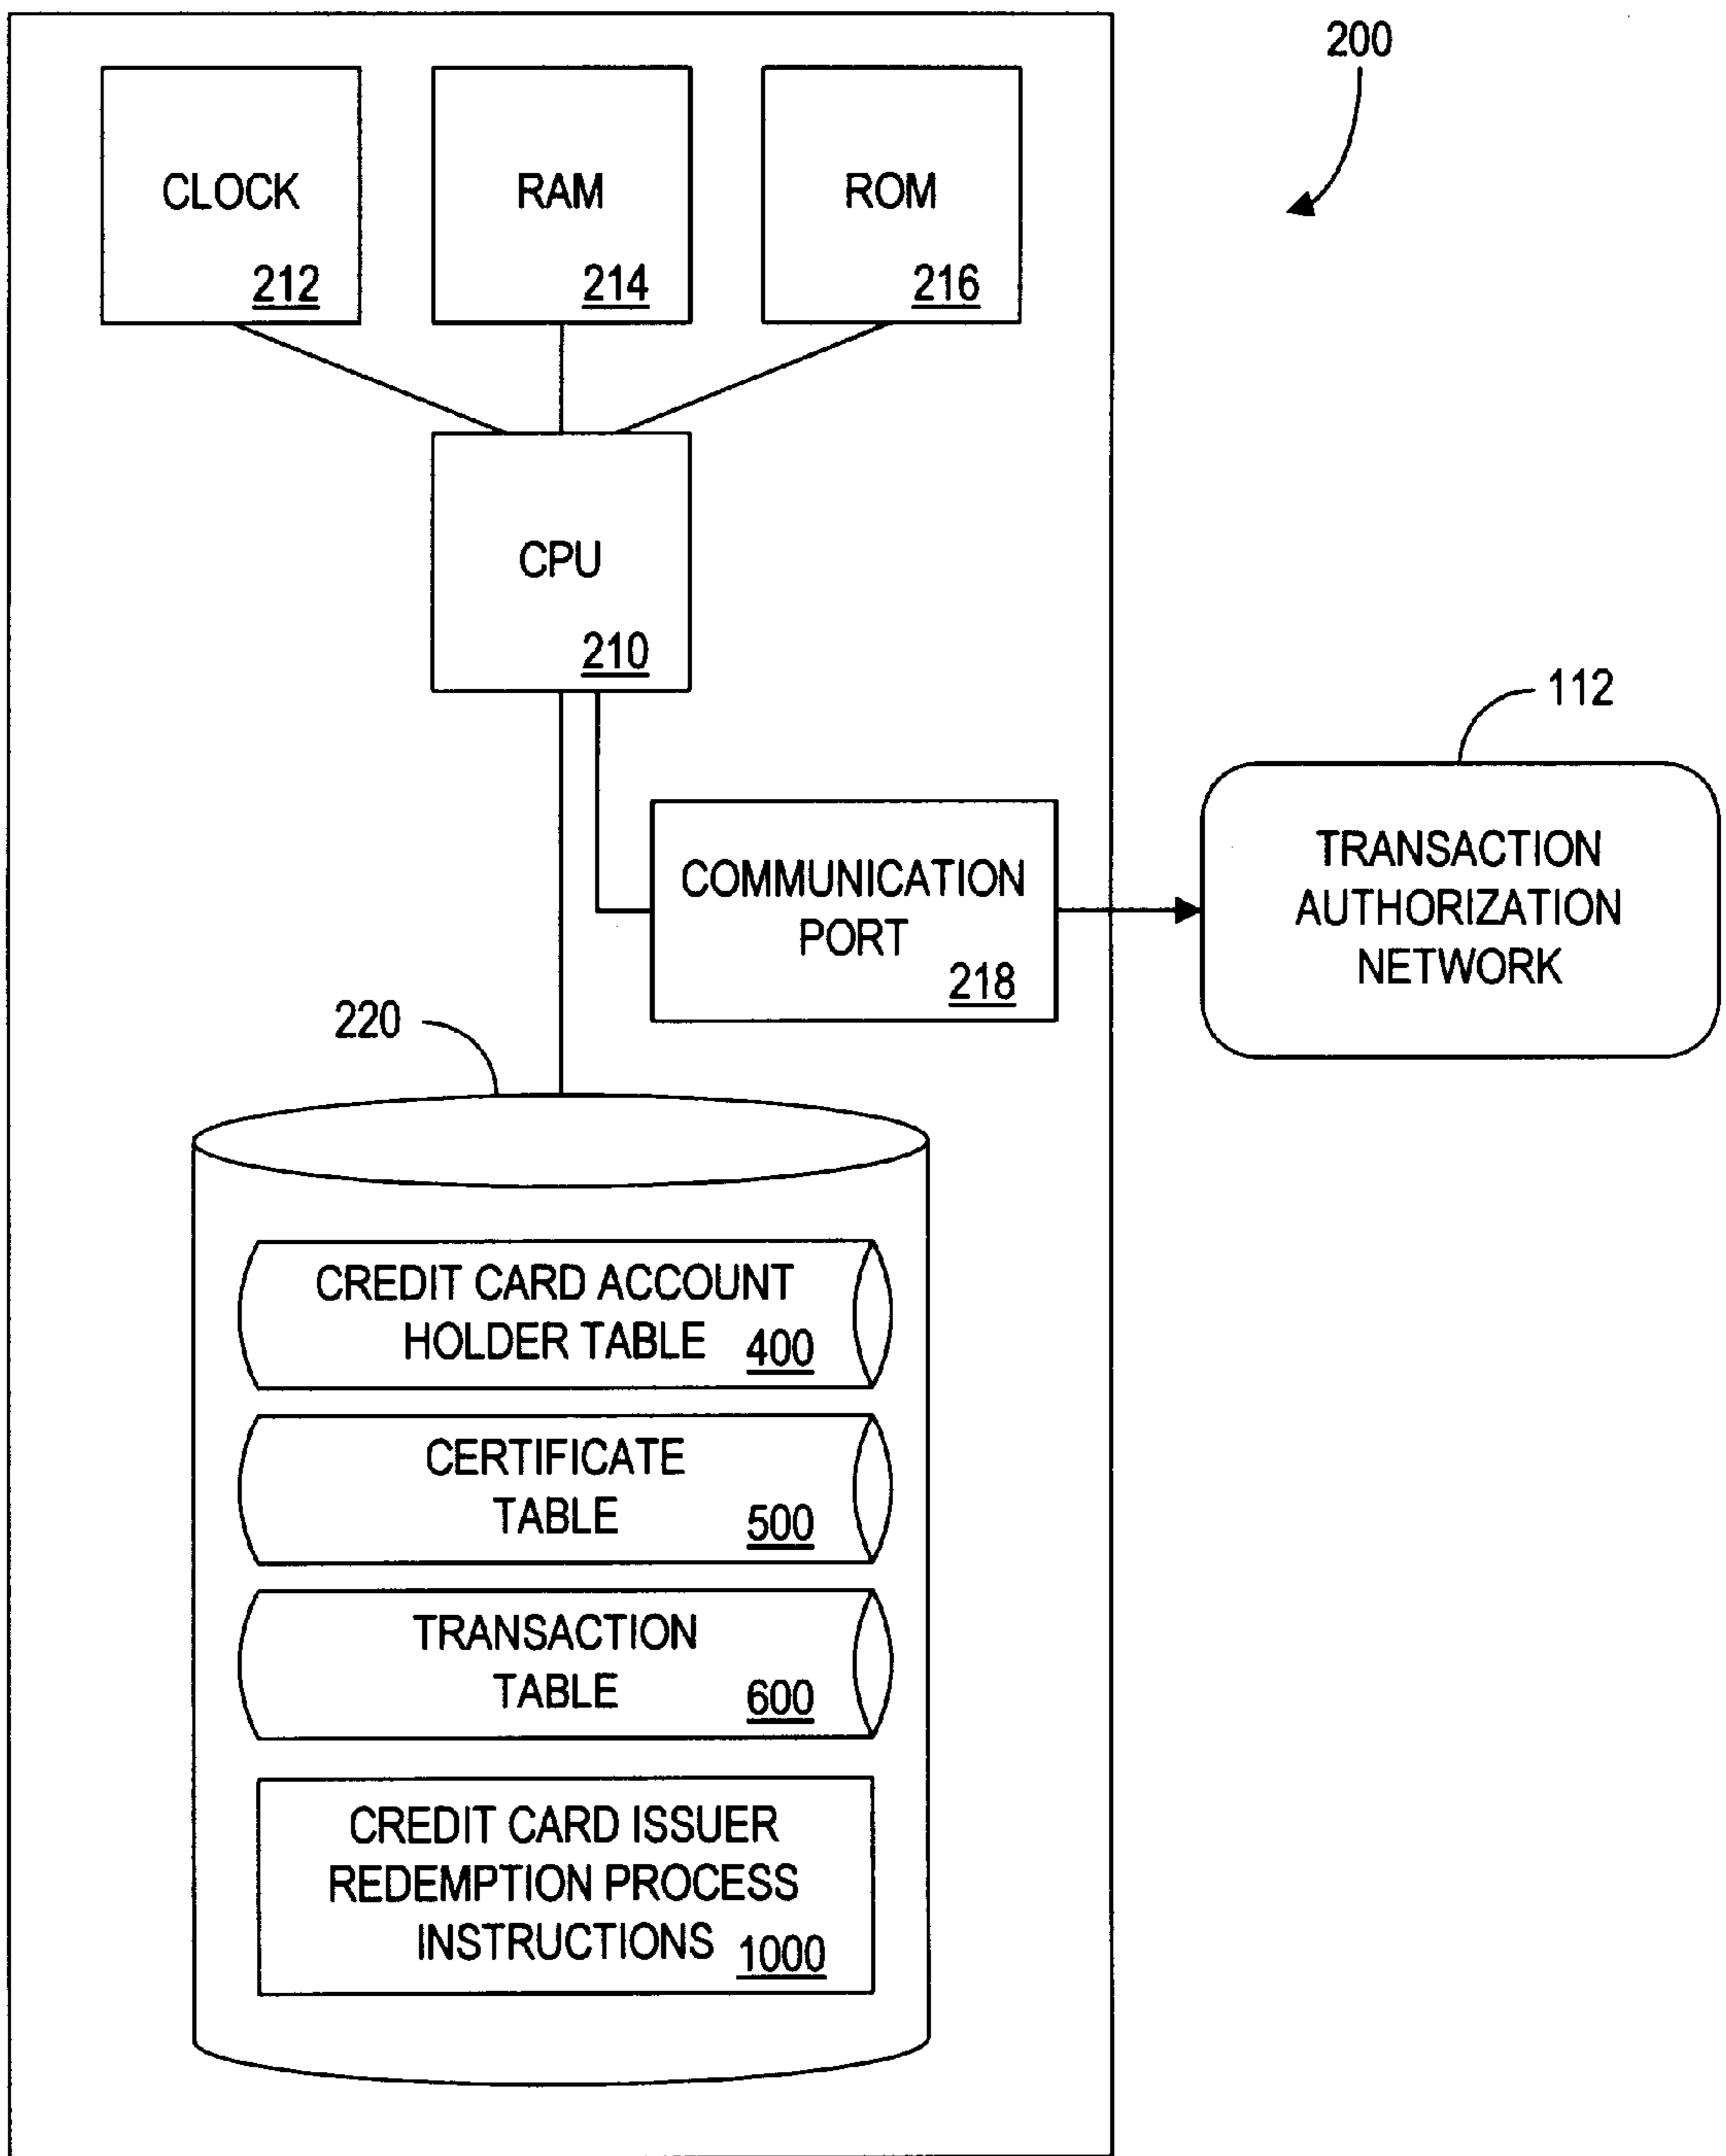 200
CLOCK
212
RAM
214
ROM
216
CPU
210
112
COMMUNICATION
PORT
218
TRANSACTION
AUTHORIZATION
NETWORK
220
CREDIT CARD ACCOUNT
HOLDER TABLE 400
CERTIFICATE
TABLE 500
TRANSACTION
TABLE 600
CREDIT CARD ISSUER
REDEMPTION PROCESS
INSTRUCTIONS 1000